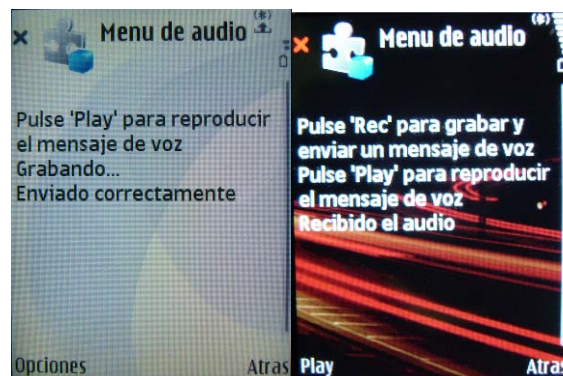 Menu de audio
Pulse 'Play' para reproducir
el mensaje de voz
Grabando...
Enviado correctamente
Opciones
Atras
Menu de audio
Pulse 'Rec' para grabar y
enviar un mensaje de voz
Pulse 'Play' para reproducir
el mensaje de voz
Recibido el audio
Play
Atras